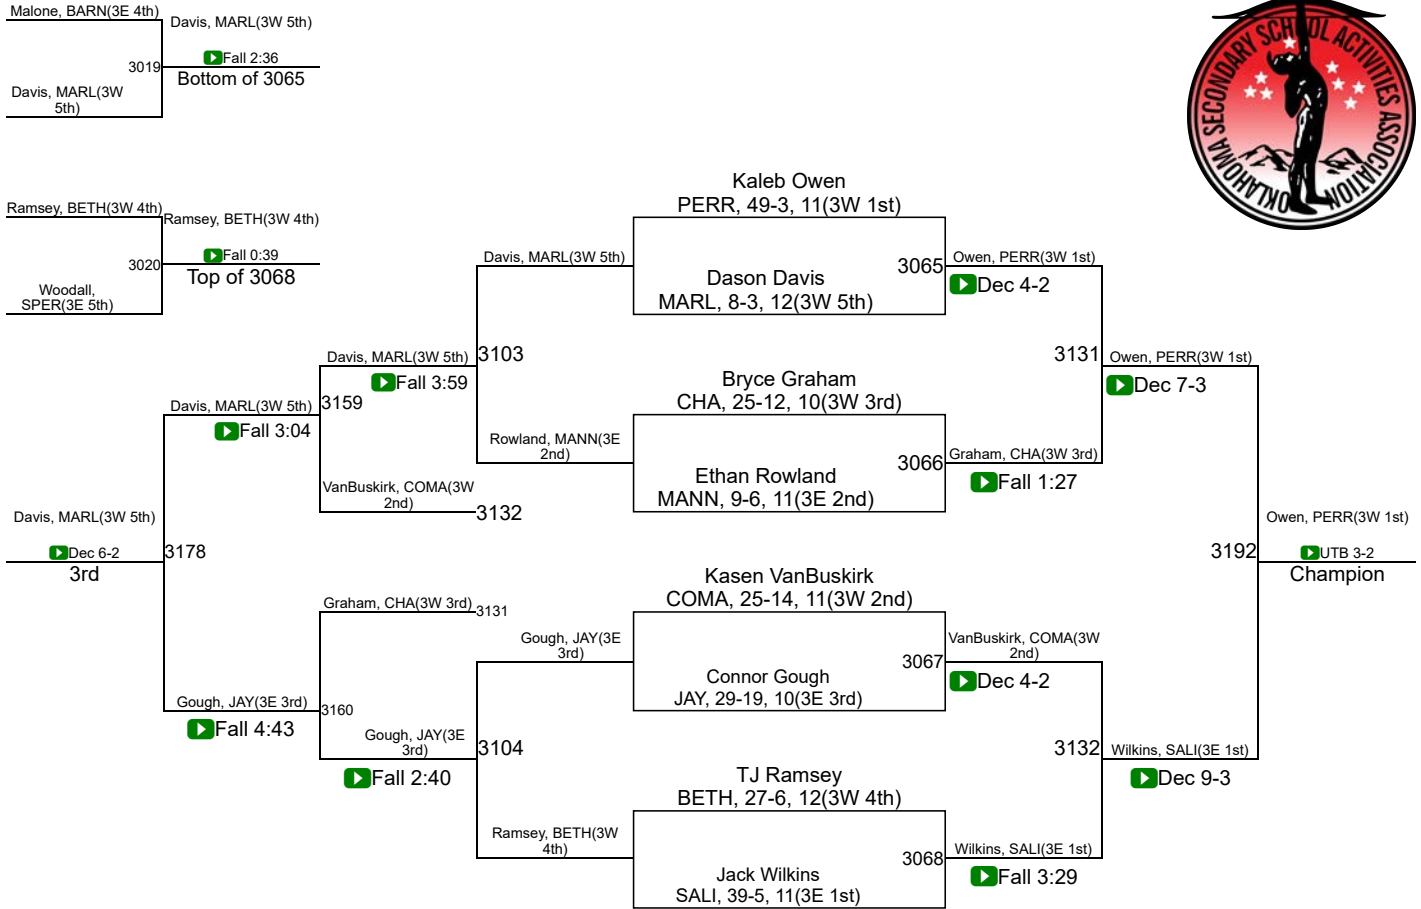 Malone, BARN(3E 4th)
Davis, MARL(3W 5th)
3019
Fall 2:36
Bottom of 3065
Davis, MARL(3W
5th)
OKLAHOMA SECONDARY SCHOOL ACTIVITIES ASSOCIATION
Ramsey, BETH(3W 4th)
Ramsey, BETH(3W 4th)
3020
Fall 0:39
Top of 3068
Woodall,
SPER(3E 5th)
Kaleb Owen
PERR, 49-3, 11(3W 1st)
Davis, MARL(3W 5th)
Dason Davis
MARL, 8-3, 12(3W 5th)
3065
Owen, PERR(3W 1st)
Dec 4-2
Davis, MARL(3W 5th)
Fall 3:59
3103
3131
Owen, PERR(3W 1st)
Dec 7-3
Bryce Graham
CHA, 25-12, 10(3W 3rd)
Davis, MARL(3W 5th)
Fall 3:04
3159
Rowland, MANN(3E
2nd)
Ethan Rowland
MANN, 9-6, 11(3E 2nd)
3066
Graham, CHA(3W 3rd)
Fall 1:27
VanBuskirk, COMA(3W
2nd)
3132
Davis, MARL(3W 5th)
Dec 6-2
3rd
3178
3192
Owen, PERR(3W 1st)
UTB 3-2
Champion
Kasen VanBuskirk
COMA, 25-14, 11(3W 2nd)
Graham, CHA(3W 3rd)
3131
Gough, JAY(3E
3rd)
Connor Gough
JAY, 29-19, 10(3E 3rd)
3067
VanBuskirk, COMA(3W
2nd)
Dec 4-2
Gough, JAY(3E 3rd)
Fall 4:43
3160
Gough, JAY(3E
3rd)
Fall 2:40
3104
3132
Wilkins, SALI(3E 1st)
Dec 9-3
TJ Ramsey
BETH, 27-6, 12(3W 4th)
Ramsey, BETH(3W
4th)
Jack Wilkins
SALI, 39-5, 11(3E 1st)
3068
Wilkins, SALI(3E 1st)
Fall 3:29